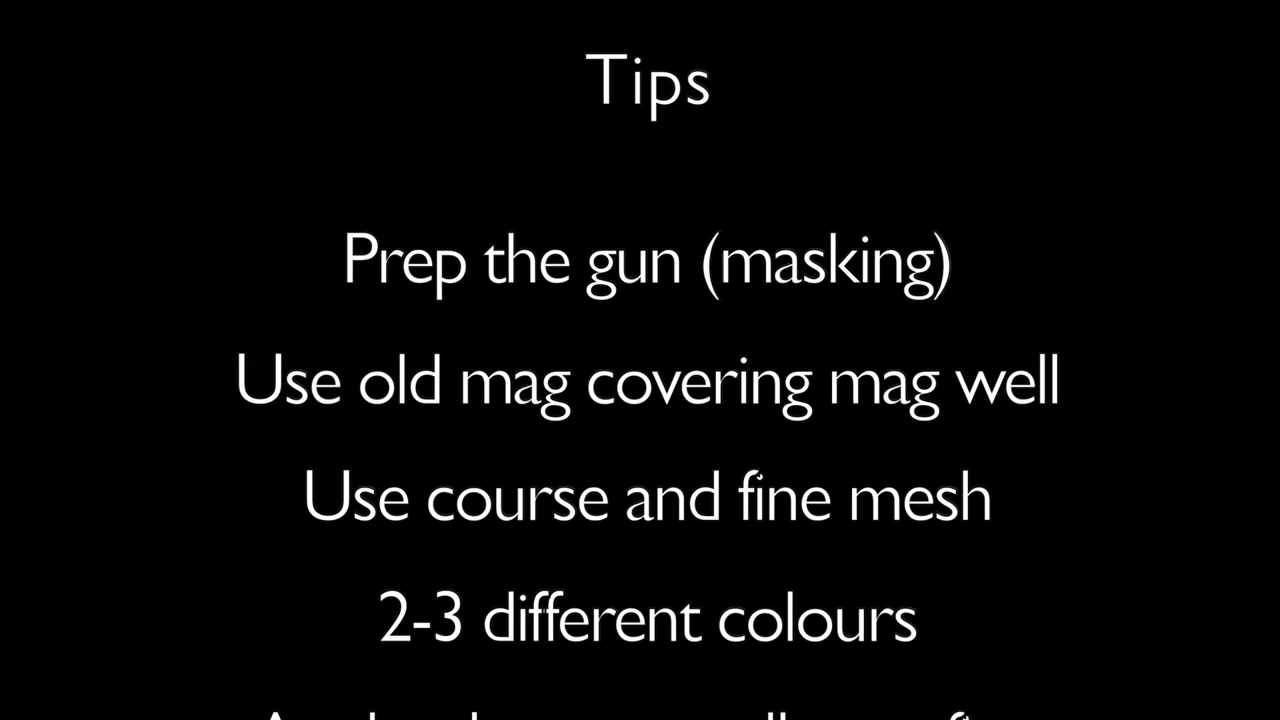 Tips
Prep the gun (masking)
Use old mag covering mag well
Use course and fine mesh
2-3 different colours